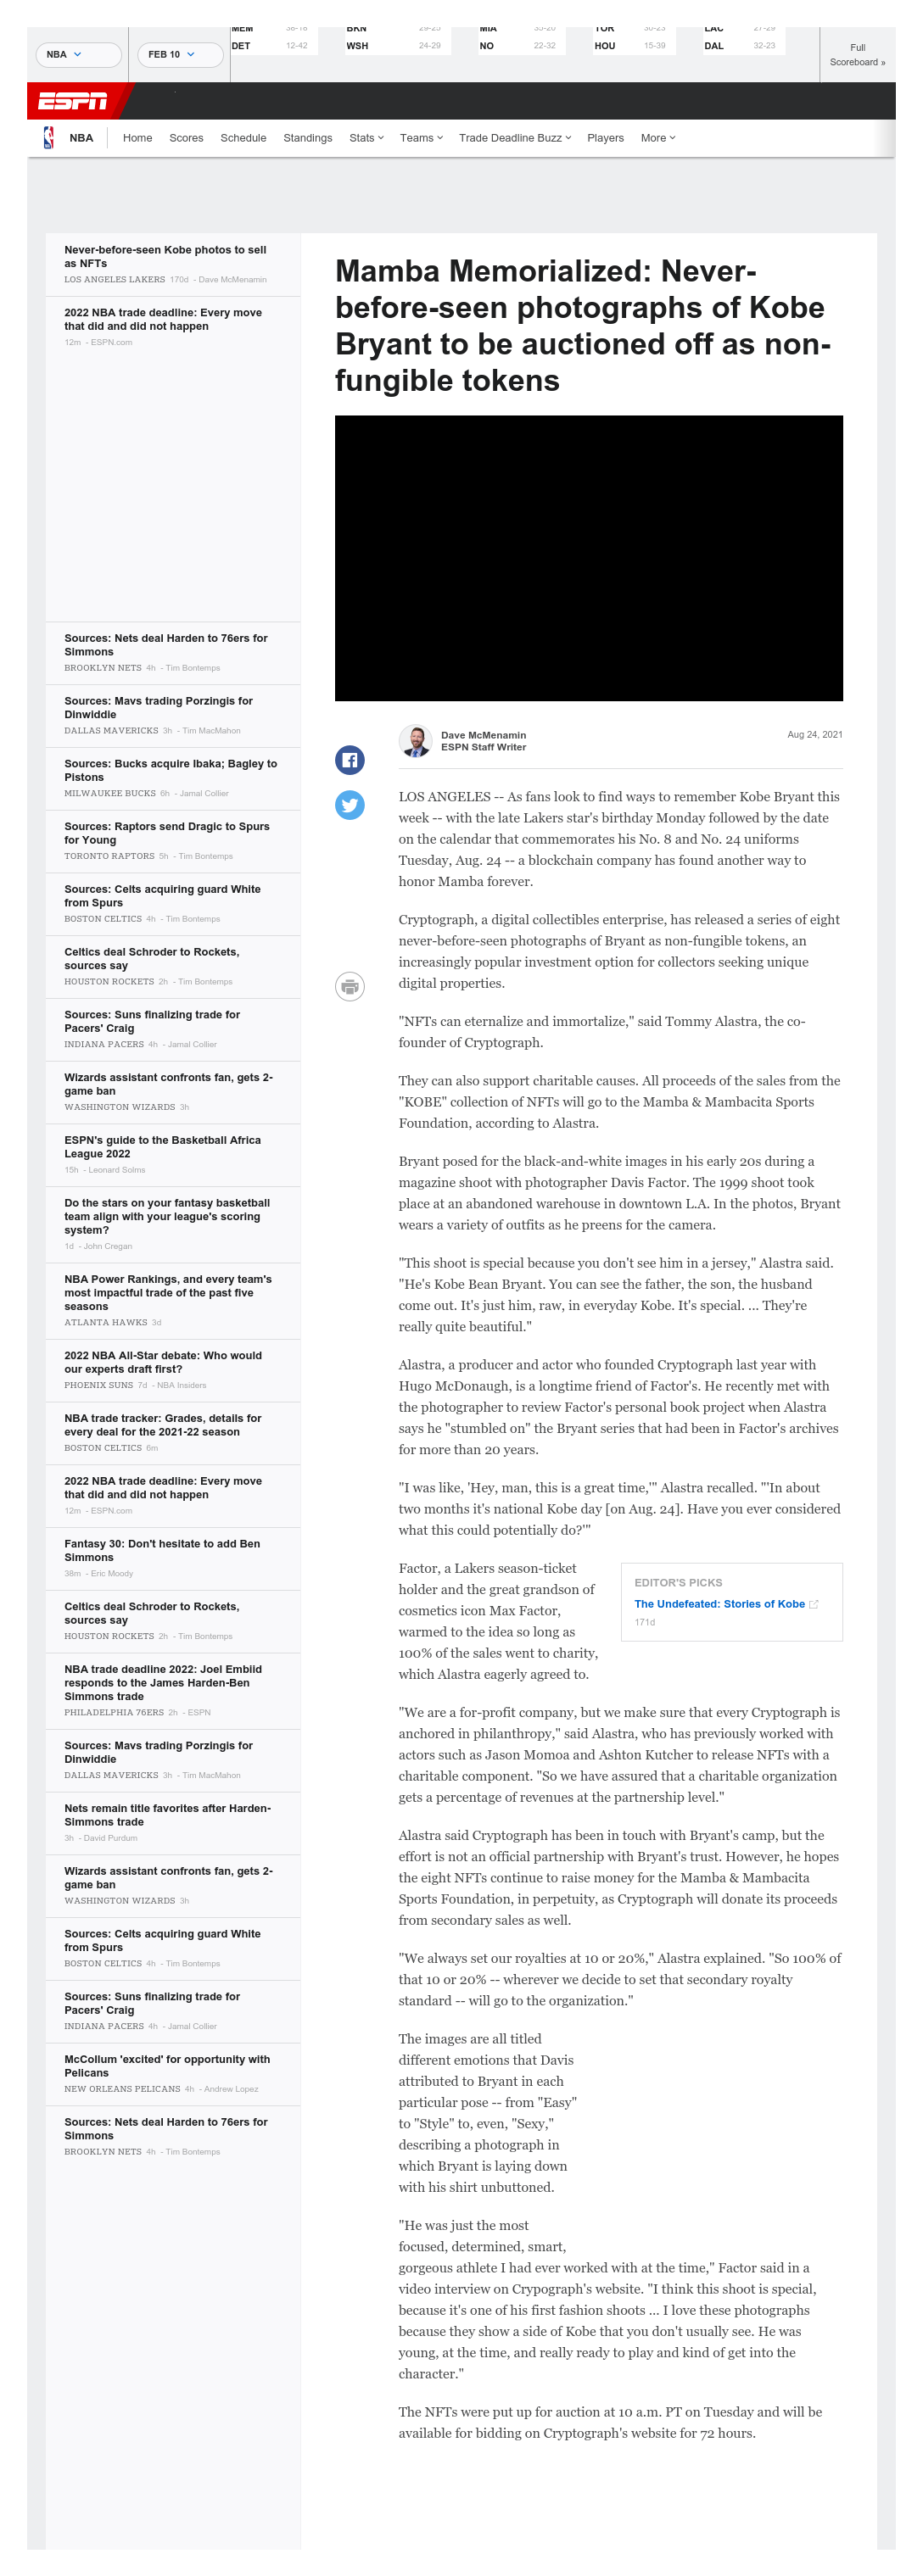 NBA
FEB 10
MEM 36-18
DET 12-42
BKN 29-25
WSH 24-29
MIA 35-20
NO 22-32
TOR 30-23
HOU 15-39
LAC 27-29
DAL 32-23
Full
Scoreboard »
ESPN
NBA
Home
Scores
Schedule
Standings
Stats
Teams
Trade Deadline Buzz
Players
More
Never-before-seen Kobe photos to sell
as NFTs
LOS ANGELES LAKERS 170d - Dave McMenamin
2022 NBA trade deadline: Every move
that did and did not happen
12m - ESPN.com
Sources: Nets deal Harden to 76ers for
Simmons
BROOKLYN NETS 4h - Tim Bontemps
Sources: Mavs trading Porzingis for
Dinwiddie
DALLAS MAVERICKS 3h - Tim MacMahon
Sources: Bucks acquire Ibaka; Bagley to
Pistons
MILWAUKEE BUCKS 6h - Jamal Collier
Sources: Raptors send Dragic to Spurs
for Young
TORONTO RAPTORS 5h - Tim Bontemps
Sources: Celts acquiring guard White
from Spurs
BOSTON CELTICS 4h - Tim Bontemps
Celtics deal Schroder to Rockets,
sources say
HOUSTON ROCKETS 2h - Tim Bontemps
Sources: Suns finalizing trade for
Pacers' Craig
INDIANA PACERS 4h - Jamal Collier
Wizards assistant confronts fan, gets 2-
game ban
WASHINGTON WIZARDS 3h
ESPN's guide to the Basketball Africa
League 2022
15h - Leonard Solms
Do the stars on your fantasy basketball
team align with your league's scoring
system?
1d - John Cregan
NBA Power Rankings, and every team's
most impactful trade of the past five
seasons
ATLANTA HAWKS 3d
2022 NBA All-Star debate: Who would
our experts draft first?
PHOENIX SUNS 7d - NBA Insiders
NBA trade tracker: Grades, details for
every deal for the 2021-22 season
BOSTON CELTICS 6m
2022 NBA trade deadline: Every move
that did and did not happen
12m - ESPN.com
Fantasy 30: Don't hesitate to add Ben
Simmons
38m - Eric Moody
Celtics deal Schroder to Rockets,
sources say
HOUSTON ROCKETS 2h - Tim Bontemps
NBA trade deadline 2022: Joel Embiid
responds to the James Harden-Ben
Simmons trade
PHILADELPHIA 76ERS 2h - ESPN
Sources: Mavs trading Porzingis for
Dinwiddie
DALLAS MAVERICKS 3h - Tim MacMahon
Nets remain title favorites after Harden-
Simmons trade
3h - David Purdum
Wizards assistant confronts fan, gets 2-
game ban
WASHINGTON WIZARDS 3h
Sources: Celts acquiring guard White
from Spurs
BOSTON CELTICS 4h - Tim Bontemps
Sources: Suns finalizing trade for
Pacers' Craig
INDIANA PACERS 4h - Jamal Collier
McCollum 'excited' for opportunity with
Pelicans
NEW ORLEANS PELICANS 4h - Andrew Lopez
Sources: Nets deal Harden to 76ers for
Simmons
BROOKLYN NETS 4h - Tim Bontemps
Mamba Memorialized: Never-
before-seen photographs of Kobe
Bryant to be auctioned off as non-
fungible tokens
Dave McMenamin
ESPN Staff Writer
Aug 24, 2021
LOS ANGELES -- As fans look to find ways to remember Kobe Bryant this
week -- with the late Lakers star's birthday Monday followed by the date
on the calendar that commemorates his No. 8 and No. 24 uniforms
Tuesday, Aug. 24 -- a blockchain company has found another way to
honor Mamba forever.
Cryptograph, a digital collectibles enterprise, has released a series of eight
never-before-seen photographs of Bryant as non-fungible tokens, an
increasingly popular investment option for collectors seeking unique
digital properties.
"NFTs can eternalize and immortalize," said Tommy Alastra, the co-
founder of Cryptograph.
They can also support charitable causes. All proceeds of the sales from the
"KOBE" collection of NFTs will go to the Mamba & Mambacita Sports
Foundation, according to Alastra.
Bryant posed for the black-and-white images in his early 20s during a
magazine shoot with photographer Davis Factor. The 1999 shoot took
place at an abandoned warehouse in downtown L.A. In the photos, Bryant
wears a variety of outfits as he preens for the camera.
"This shoot is special because you don't see him in a jersey," Alastra said.
"He's Kobe Bean Bryant. You can see the father, the son, the husband
come out. It's just him, raw, in everyday Kobe. It's special. ... They're
really quite beautiful."
Alastra, a producer and actor who founded Cryptograph last year with
Hugo McDonaugh, is a longtime friend of Factor's. He recently met with
the photographer to review Factor's personal book project when Alastra
says he "stumbled on" the Bryant series that had been in Factor's archives
for more than 20 years.
"I was like, 'Hey, man, this is a great time,'" Alastra recalled. "'In about
two months it's national Kobe day [on Aug. 24]. Have you ever considered
what this could potentially do?'"
Factor, a Lakers season-ticket
holder and the great grandson of
cosmetics icon Max Factor,
warmed to the idea so long as
100% of the sales went to charity,
which Alastra eagerly agreed to.
EDITOR'S PICKS
The Undefeated: Stories of Kobe
171d
"We are a for-profit company, but we make sure that every Cryptograph is
anchored in philanthropy," said Alastra, who has previously worked with
actors such as Jason Momoa and Ashton Kutcher to release NFTs with a
charitable component. "So we have assured that a charitable organization
gets a percentage of revenues at the partnership level."
Alastra said Cryptograph has been in touch with Bryant's camp, but the
effort is not an official partnership with Bryant's trust. However, he hopes
the eight NFTs continue to raise money for the Mamba & Mambacita
Sports Foundation, in perpetuity, as Cryptograph will donate its proceeds
from secondary sales as well.
"We always set our royalties at 10 or 20%," Alastra explained. "So 100% of
that 10 or 20% -- wherever we decide to set that secondary royalty
standard -- will go to the organization."
The images are all titled
different emotions that Davis
attributed to Bryant in each
particular pose -- from "Easy"
to "Style" to, even, "Sexy,"
describing a photograph in
which Bryant is laying down
with his shirt unbuttoned.
"He was just the most
focused, determined, smart,
gorgeous athlete I had ever worked with at the time," Factor said in a
video interview on Crypograph's website. "I think this shoot is special,
because it's one of his first fashion shoots ... I love these photographs
because they show a side of Kobe that you don't usually see. He was
young, at the time, and really ready to play and kind of get into the
character."
The NFTs were put up for auction at 10 a.m. PT on Tuesday and will be
available for bidding on Cryptograph's website for 72 hours.